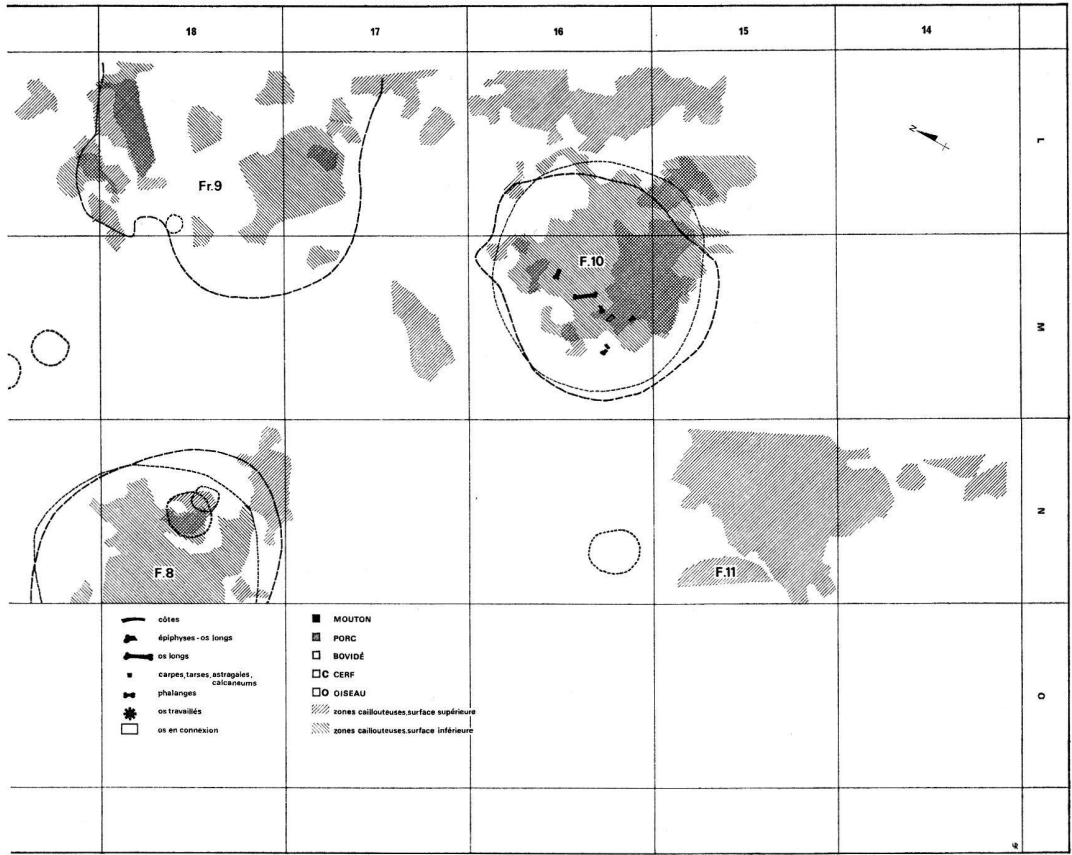 18 17 16 15 14
L
N
Fr.9
F.10
M
N
F.8
F.11
côtes
épiphyses - os longs
os longs
carpes, tarses, astragales,
calcaneums
phalanges
os travaillés
os en connexion
MOUTON
PORC
BOVIDÉ
C CERF
O OISEAU
zones caillouteuses, surface supérieure
zones caillouteuses, surface inférieure
O